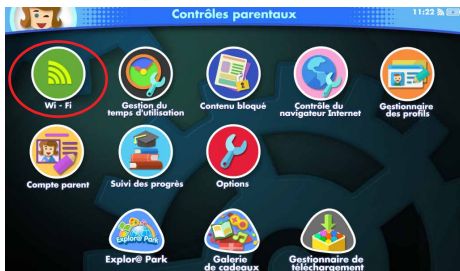 Contrôles parentaux
11:22
Wi - Fi
Gestion du
temps d'utilisation
Contenu bloqué
Contrôle du
navigateur Internet
Gestionnaire
des profils
Compte parent
Suivi des progrès
Options
Explor@ Park
Explor@ Park
Galerie
de cadeaux
Gestionnaire de
téléchargement